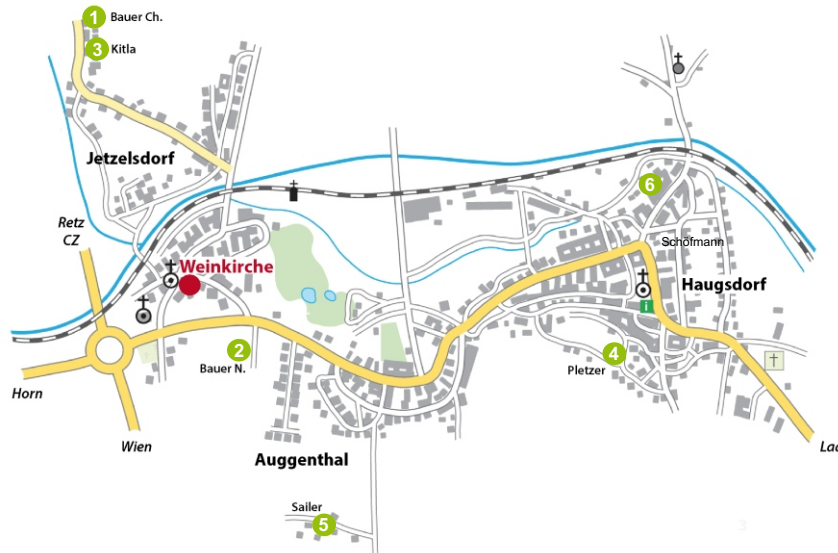 1 Bauer Ch.
3 Kitla
Jetzelsdorf
6
Retz
CZ
Schöfmann
Weinkirche
Haugsdorf
i
2
Bauer N.
4
Pletzer
Horn
Wien
Auggenthal
Sailer
5
3